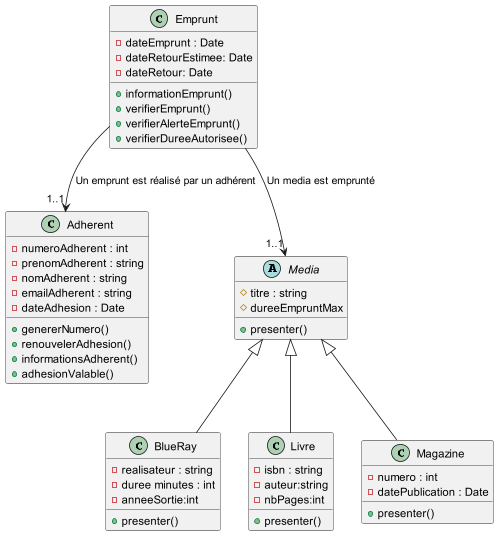 C Emprunt
dateEmprunt : Date
dateRetourEstimee: Date
dateRetour: Date
informationEmprunt()
verifierEmprunt()
verifierAlerteEmprunt()
verifierDureeAutorisee()
Un emprunt est réalisé par un adhérent
Un media est emprunté
1..1
1..1
C Adherent
numeroAdherent : int
prenomAdherent : string
nomAdherent : string
emailAdherent : string
dateAdhesion : Date
genererNumero()
renouvelerAdhesion()
informationsAdherent()
adhesionValable()
A Media
titre : string
dureeEmpruntMax
presenter()
C BlueRay
realisateur : string
duree minutes : int
anneeSortie:int
presenter()
C Livre
isbn : string
auteur:string
nbPages:int
presenter()
C Magazine
numero : int
datePublication : Date
presenter()